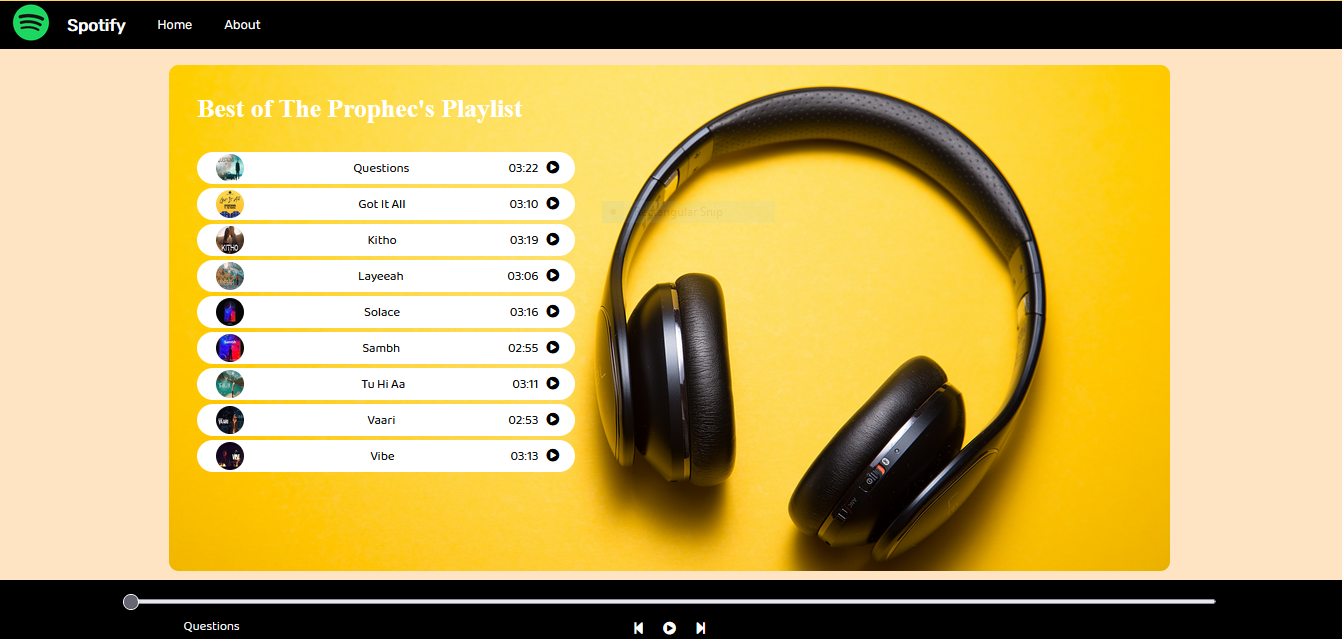 Spotify Home About
Best of The Prophec's Playlist
Questions 03:22
Got It All 03:10
Kitho 03:19
Layeeah 03:06
Solace 03:16
Sambh 02:55
Tu Hi Aa 03:11
Vaari 02:53
Vibe 03:13
Rectangular Snip
Questions